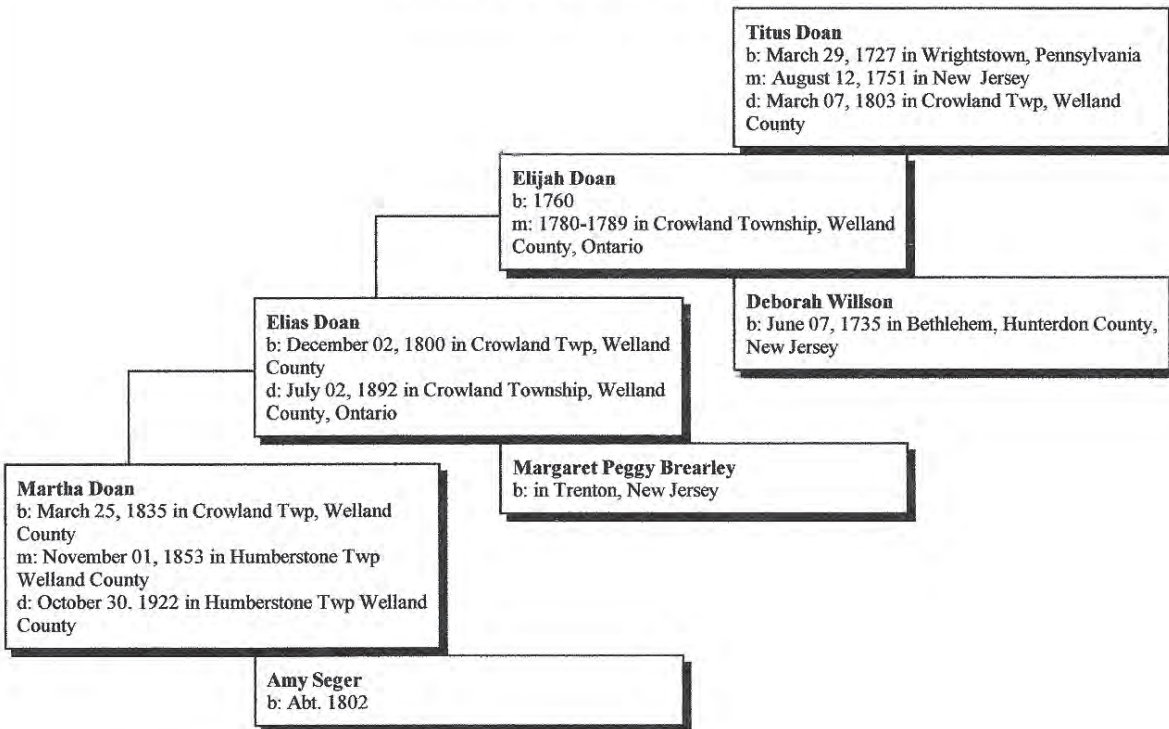 Titus Doan
b: March 29, 1727 in Wrightstown, Pennsylvania
m: August 12, 1751 in New Jersey
d: March 07, 1803 in Crowland Twp, Welland
County
Elijah Doan
b: 1760
m: 1780-1789 in Crowland Township, Welland
County, Ontario
Deborah Willson
b: June 07, 1735 in Bethlehem, Hunterdon County,
New Jersey
Elias Doan
b: December 02, 1800 in Crowland Twp, Welland
County
d: July 02, 1892 in Crowland Township, Welland
County, Ontario
Margaret Peggy Brearley
b: in Trenton, New Jersey
Martha Doan
b: March 25, 1835 in Crowland Twp, Welland
County
m: November 01, 1853 in Humberstone Twp
Welland County
d: October 30. 1922 in Humberstone Twp Welland
County
Amy Seger
b: Abt. 1802